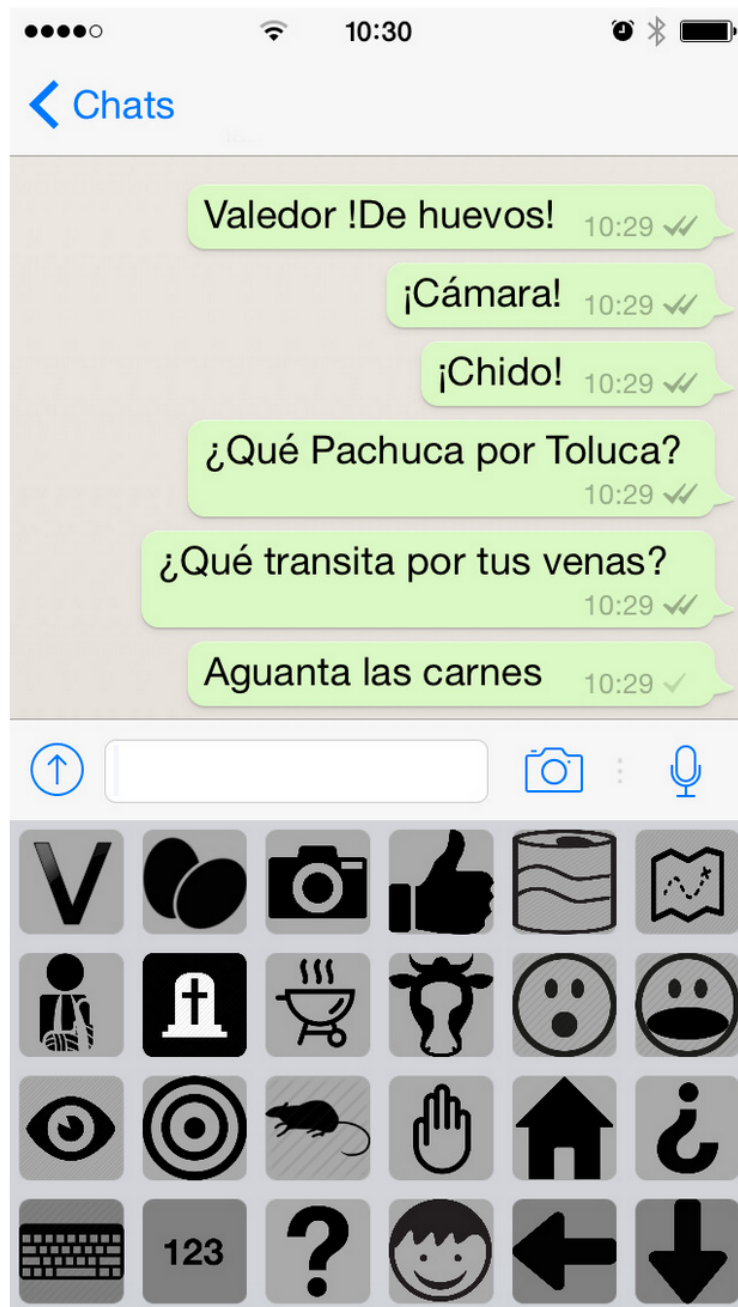 10:30
Chats
Valedor !De huevos! 10:29
¡Cámara! 10:29
¡Chido! 10:29
¿Qué Pachuca por Toluca?
10:29
¿Qué transita por tus venas?
10:29
Aguanta las carnes 10:29
V
¿
123
?